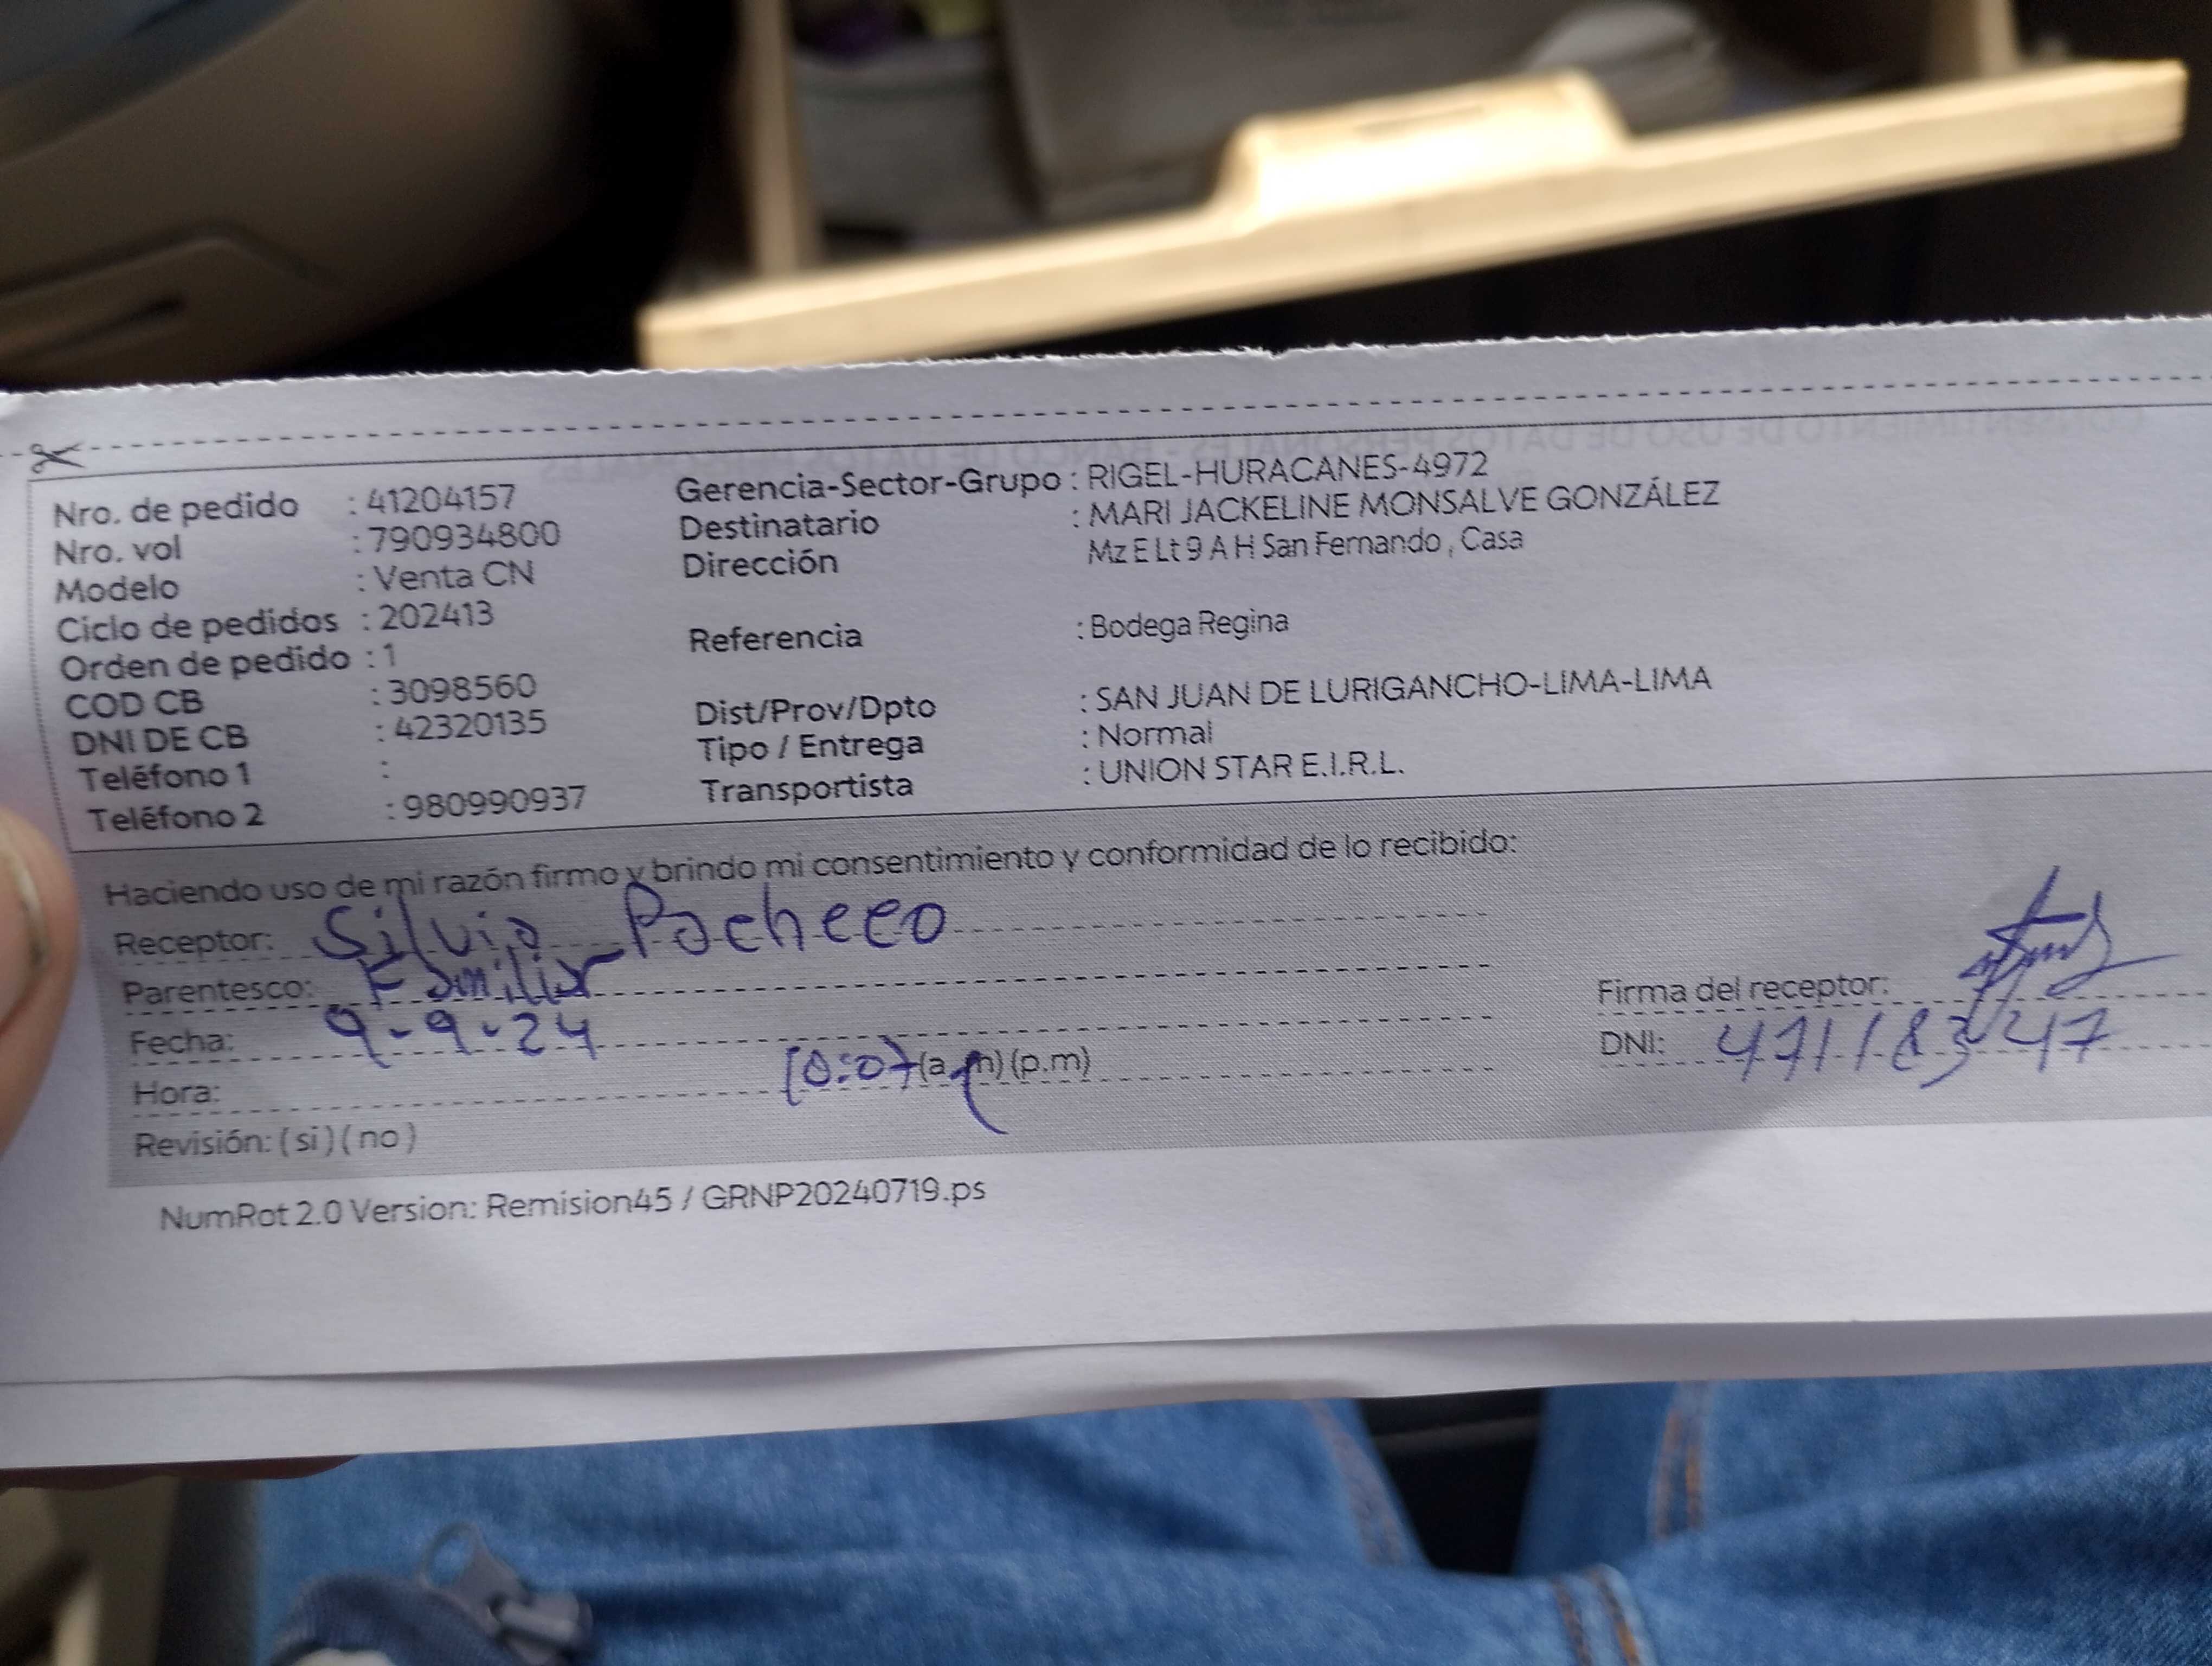 Nro. de pedido : 41204157
Nro. vol : 790934800
Modelo : Venta CN
Ciclo de pedidos : 202413
Orden de pedido : 1
COD CB : 3098560
DNI DE CB : 42320135
Teléfono 1 :
Teléfono 2 : 980990937
Gerencia-Sector-Grupo : RIGEL-HURACANES-4972
Destinatario : MARI JACKELINE MONSALVE GONZÁLEZ
Dirección Mz E Lt 9 A H San Fernando , Casa
Referencia : Bodega Regina
Dist/Prov/Dpto : SAN JUAN DE LURIGANCHO-LIMA-LIMA
Tipo / Entrega : Normal
Transportista : UNION STAR E.I.R.L.
Haciendo uso de mi razón firmo y brindo mi consentimiento y conformidad de lo recibido:
Receptor: Silvia Pacheco
Parentesco: Familiar
Fecha: 9-9-24
Hora: 10:07 (a.m) (p.m)
Revisión: ( si ) ( no )
Firma del receptor:
DNI: 47118347
NumRot 2.0 Version: Remision45 / GRNP20240719.ps